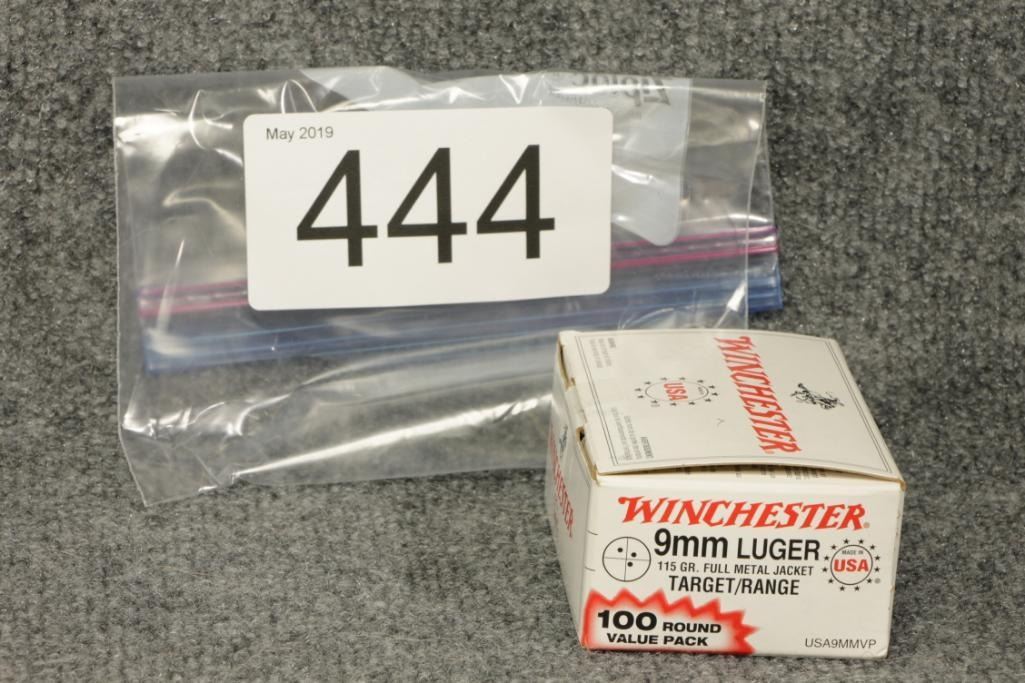 May 2019
444
WINCHESTER
USA
WINCHESTER
9mm LUGER
115 GR. FULL METAL JACKET
TARGET/RANGE
MADE IN
USA
100 ROUND
VALUE PACK
USA9MMVP